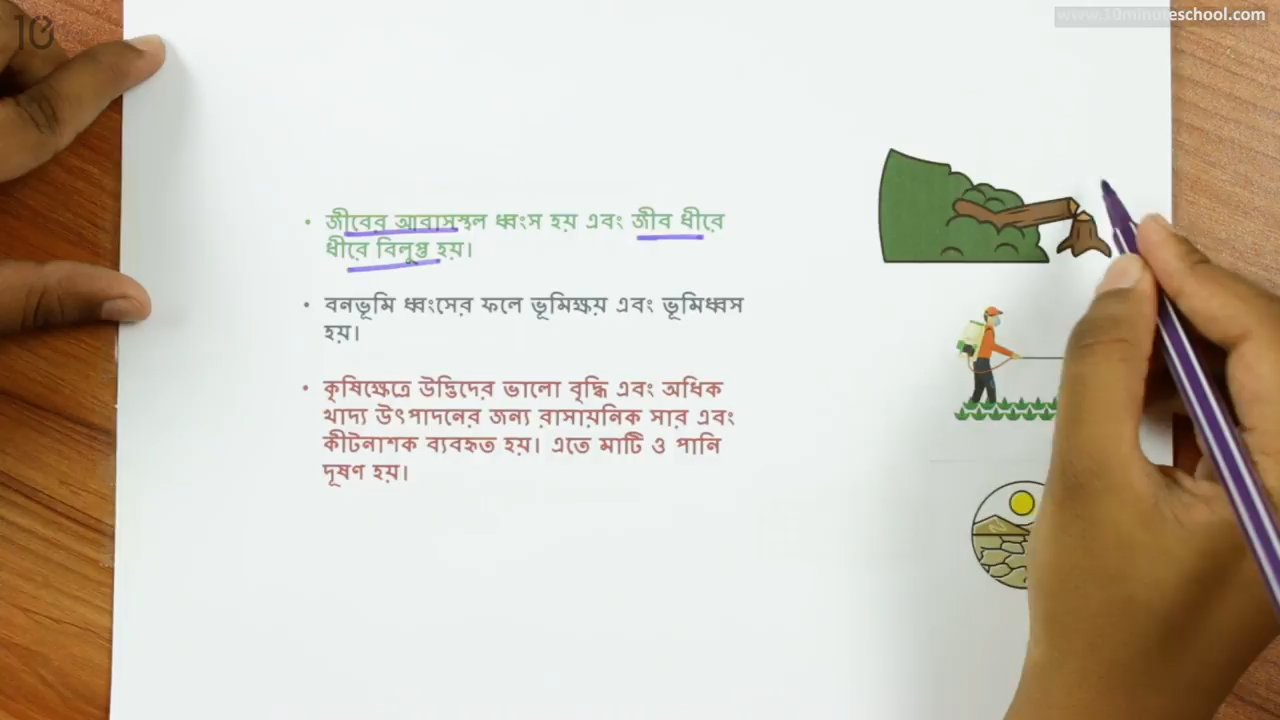 10
www.10minuteschool.com
• জীবের আবাসস্থল ধ্বংস হয় এবং জীব ধীরে
ধীরে বিলুপ্ত হয়।
• বনভূমি ধ্বংসের ফলে ভূমিক্ষয় এবং ভূমিধ্বস
হয়।
• কৃষিক্ষেত্রে উদ্ভিদের ভালো বৃদ্ধি এবং অধিক
খাদ্য উৎপাদনের জন্য রাসায়নিক সার এবং
কীটনাশক ব্যবহৃত হয়। এতে মাটি ও পানি
দূষণ হয়।